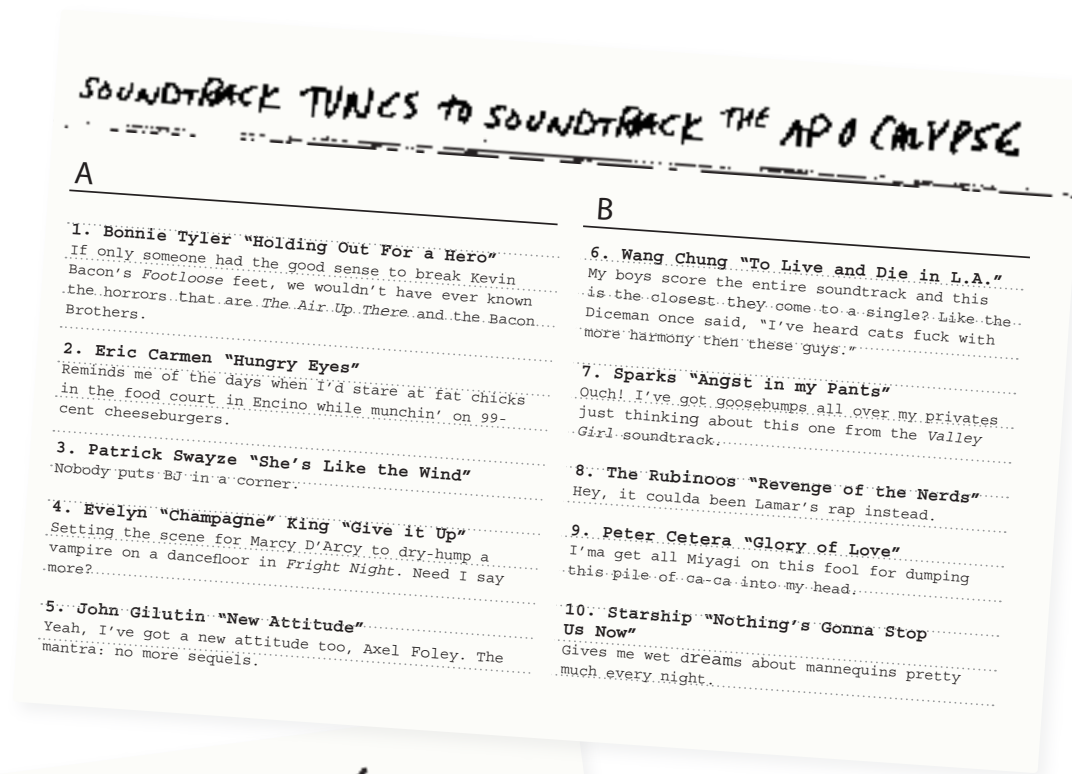 SOUNDTRACK TUNES TO SOUNDTRACK THE APOCALYPSE
A
1. Bonnie Tyler “Holding Out For a Hero”
If only someone had the good sense to break Kevin
Bacon’s Footloose feet, we wouldn’t have ever known
the horrors that are The Air Up There and the Bacon
Brothers.
2. Eric Carmen “Hungry Eyes”
Reminds me of the days when I’d stare at fat chicks
in the food court in Encino while munchin’ on 99-
cent cheeseburgers.
3. Patrick Swayze “She’s Like the Wind”
Nobody puts BJ in a corner.
4. Evelyn “Champagne” King “Give it Up”
Setting the scene for Marcy D’Arcy to dry-hump a
vampire on a dancefloor in Fright Night. Need I say
more?
5. John Gilutin “New Attitude”
Yeah, I’ve got a new attitude too, Axel Foley. The
mantra: no more sequels.
B
6. Wang Chung “To Live and Die in L.A.”
My boys score the entire soundtrack and this
is the closest they come to a single? Like the
Diceman once said, “I’ve heard cats fuck with
more harmony then these guys.”
7. Sparks “Angst in my Pants”
Ouch! I’ve got goosebumps all over my privates
just thinking about this one from the Valley
Girl soundtrack.
8. The Rubinoos “Revenge of the Nerds”
Hey, it coulda been Lamar’s rap instead.
9. Peter Cetera “Glory of Love”
I’ma get all Miyagi on this fool for dumping
this pile of ca-ca into my head.
10. Starship “Nothing’s Gonna Stop
Us Now”
Gives me wet dreams about mannequins pretty
much every night.